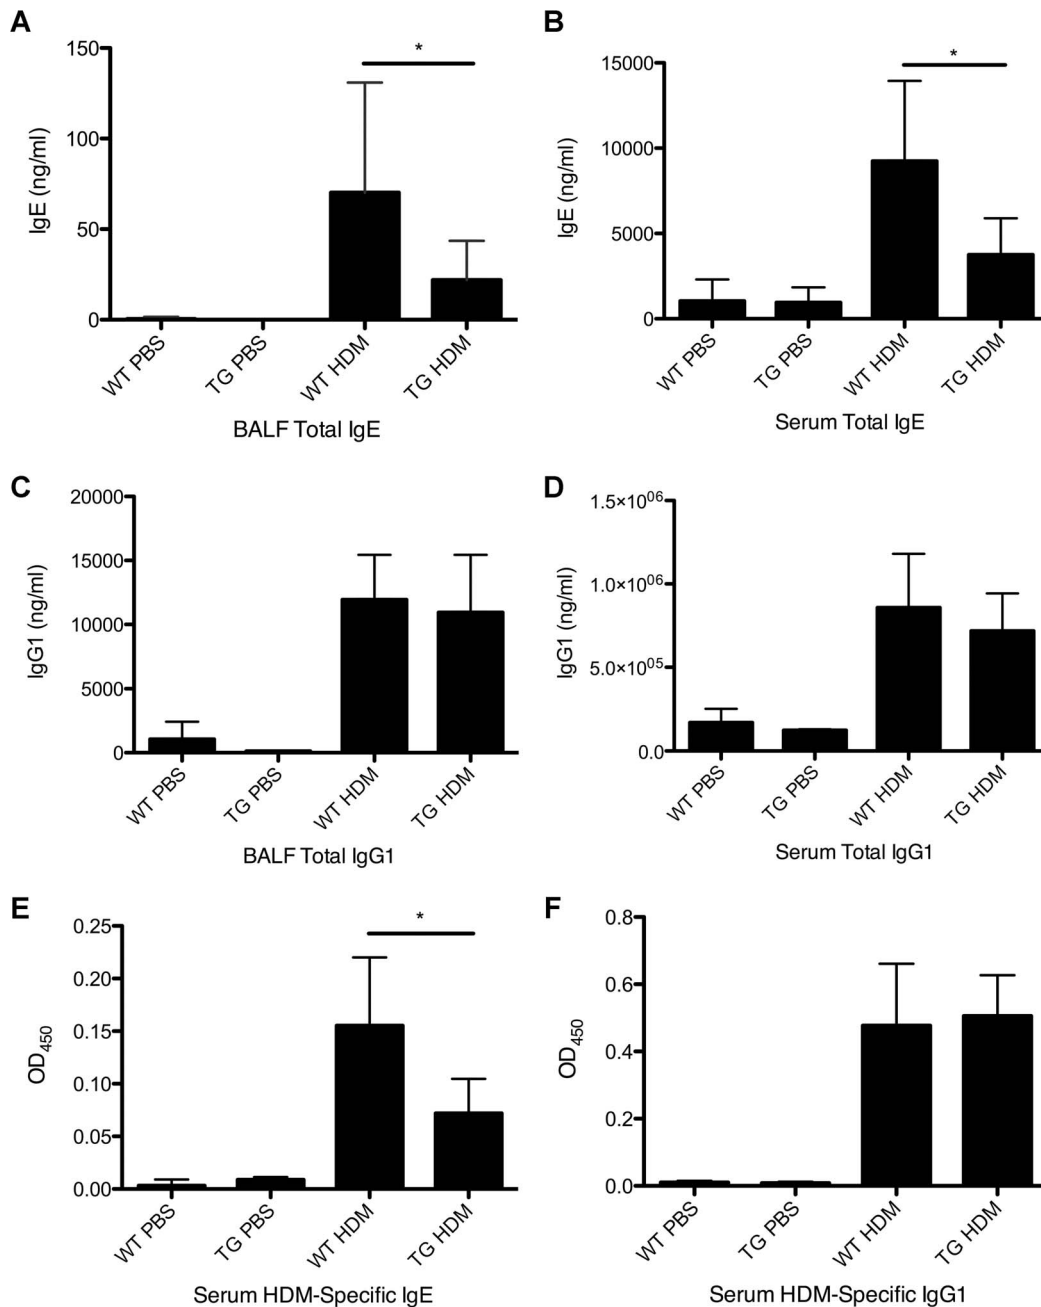 A
B
*
*
150
100
50
0
IgE (ng/ml)
WT PBS
TG PBS
WT HDM
TG HDM
BALF Total IgE
15000
10000
5000
0
IgE (ng/ml)
WT PBS
TG PBS
WT HDM
TG HDM
Serum Total IgE
C
D
20000
15000
10000
5000
0
IgG1 (ng/ml)
WT PBS
TG PBS
WT HDM
TG HDM
BALF Total IgG1
1.5×10⁰⁶
1.0×10⁰⁶
5.0×10⁰⁵
0.0
IgG1 (ng/ml)
WT PBS
TG PBS
WT HDM
TG HDM
Serum Total IgG1
E
F
*
0.25
0.20
0.15
0.10
0.05
0.00
OD₄₅₀
WT PBS
TG PBS
WT HDM
TG HDM
Serum HDM-Specific IgE
0.8
0.6
0.4
0.2
0.0
OD₄₅₀
WT PBS
TG PBS
WT HDM
TG HDM
Serum HDM-Specific IgG1